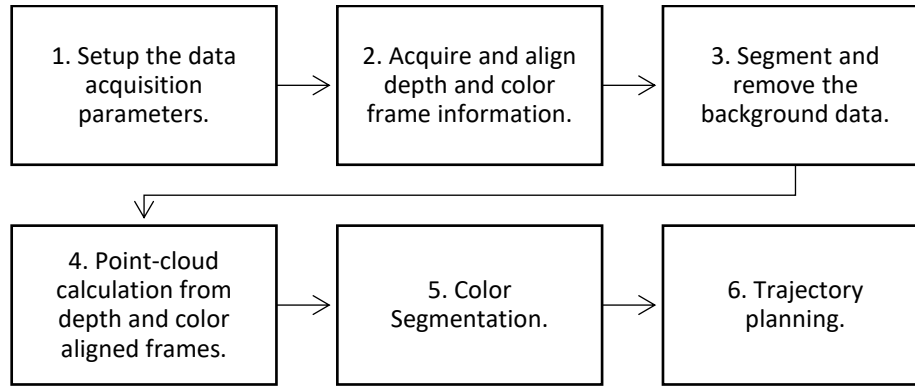 1. Setup the data
acquisition
parameters.
2. Acquire and align
depth and color
frame information.
3. Segment and
remove the
background data.
4. Point-cloud
calculation from
depth and color
aligned frames.
5. Color
Segmentation.
6. Trajectory
planning.